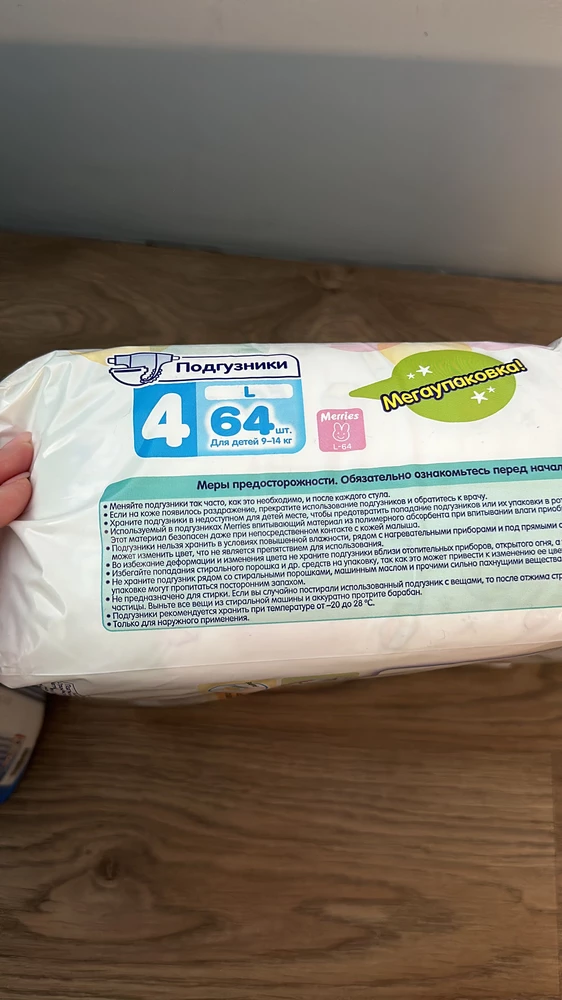 Подгузники
4
L
64 шт.
Для детей 9–14 кг
Merries
L-64
Мегаупаковка!
Меры предосторожности. Обязательно ознакомьтесь перед
• Меняйте подгузники так часто, как это необходимо, и после каждого стула.
• Если на коже появилось раздражение, прекратите использование подгузников и обратитесь к врачу.
• Храните подгузники в недоступном для детей месте, чтобы предотвратить попадание подгузников или их упаковки в
• Используемый в подгузниках Merries впитывающий материал из полимерного абсорбента при впитывании влаги
Этот материал безопасен даже при непосредственном контакте с кожей малыша.
• Подгузники нельзя хранить в условиях повышенной влажности, рядом с нагревательными приборами и под прямыми
может изменить цвет, что не является препятствием для использования.
• Во избежание деформации и изменения цвета не храните подгузники вблизи отопительных приборов, открытого огня, а
• Избегайте попадания стирального порошка и др. средств на упаковку, так как это может привести к изменению ее
• Не храните подгузник рядом со стиральными порошками, машинным маслом и прочими сильно пахнущими
упаковке могут пропитаться посторонним запахом.
• Не предназначено для стирки. Если вы случайно постирали использованный подгузник с вещами, то после отжима
частицы. Выньте все вещи из стиральной машины и аккуратно протрите барабан.
• Подгузники рекомендуется хранить при температуре от –20 до 28 °C.
• Только для наружного применения.